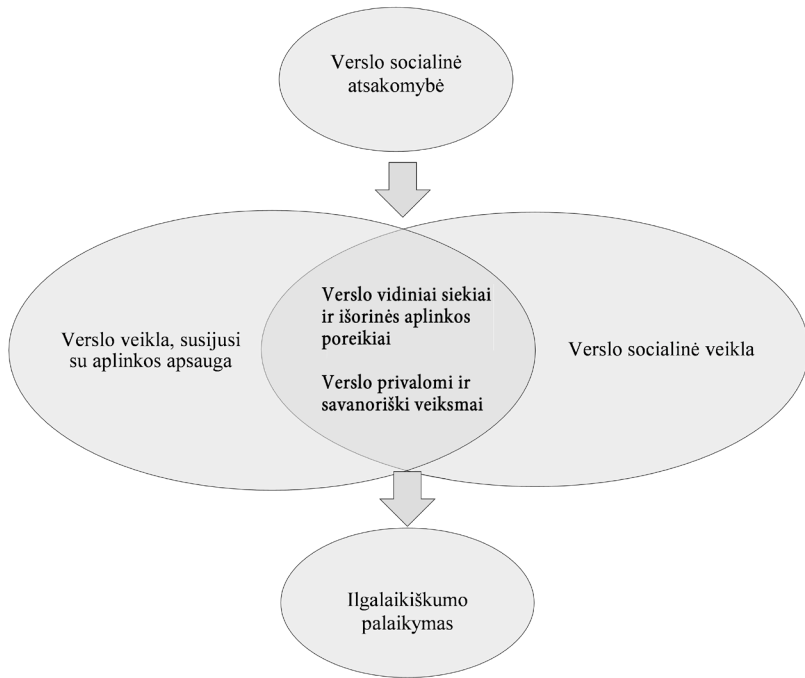 Verslo socialinė
atsakomybė
Verslo veikla, susijusi
su aplinkos apsauga
Verslo vidiniai siekiai
ir išorinės aplinkos
poreikiai
Verslo privalomi ir
savanoriški veiksmai
Verslo socialinė veikla
Ilgalaikiškumo
palaikymas